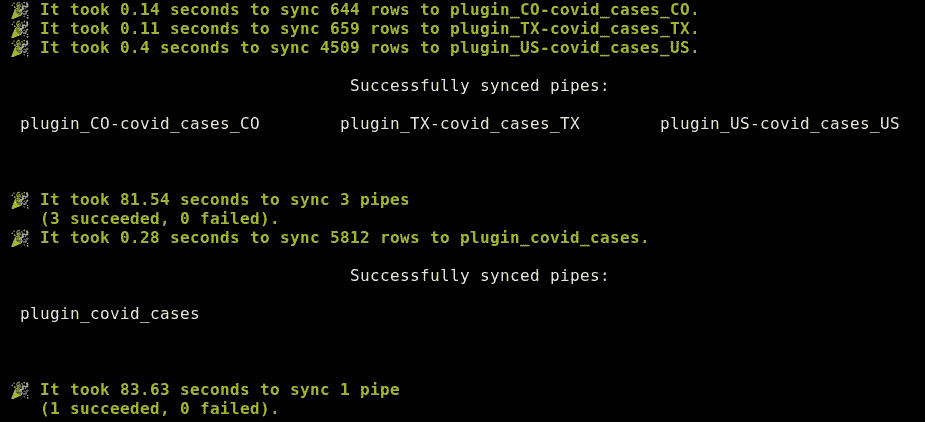 🎉 It took 0.14 seconds to sync 644 rows to plugin_CO-covid_cases_CO.
🎉 It took 0.11 seconds to sync 659 rows to plugin_TX-covid_cases_TX.
🎉 It took 0.4 seconds to sync 4509 rows to plugin_US-covid_cases_US.
Successfully synced pipes:
plugin_CO-covid_cases_CO plugin_TX-covid_cases_TX plugin_US-covid_cases_US
🎉 It took 81.54 seconds to sync 3 pipes
(3 succeeded, 0 failed).
🎉 It took 0.28 seconds to sync 5812 rows to plugin_covid_cases.
Successfully synced pipes:
plugin_covid_cases
🎉 It took 83.63 seconds to sync 1 pipe
(1 succeeded, 0 failed).